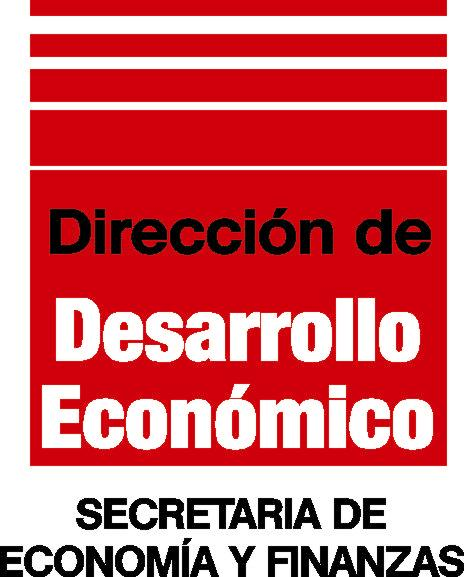 Dirección de
Desarrollo
Económico
SECRETARIA DE
ECONOMÍA Y FINANZAS